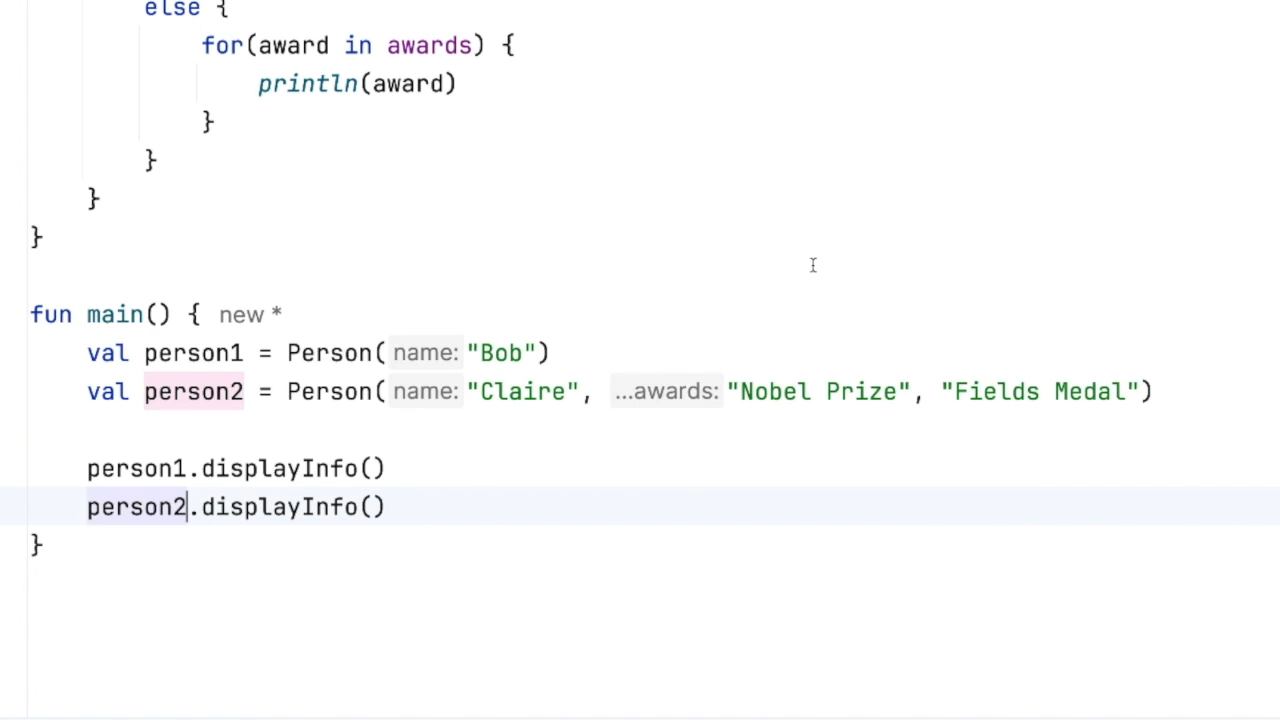 else {
for(award in awards) {
println(award)
}
}
}
}
fun main() { new *
val person1 = Person( name: "Bob")
val person2 = Person( name: "Claire", ...awards: "Nobel Prize", "Fields Medal")
person1.displayInfo()
person2.displayInfo()
}